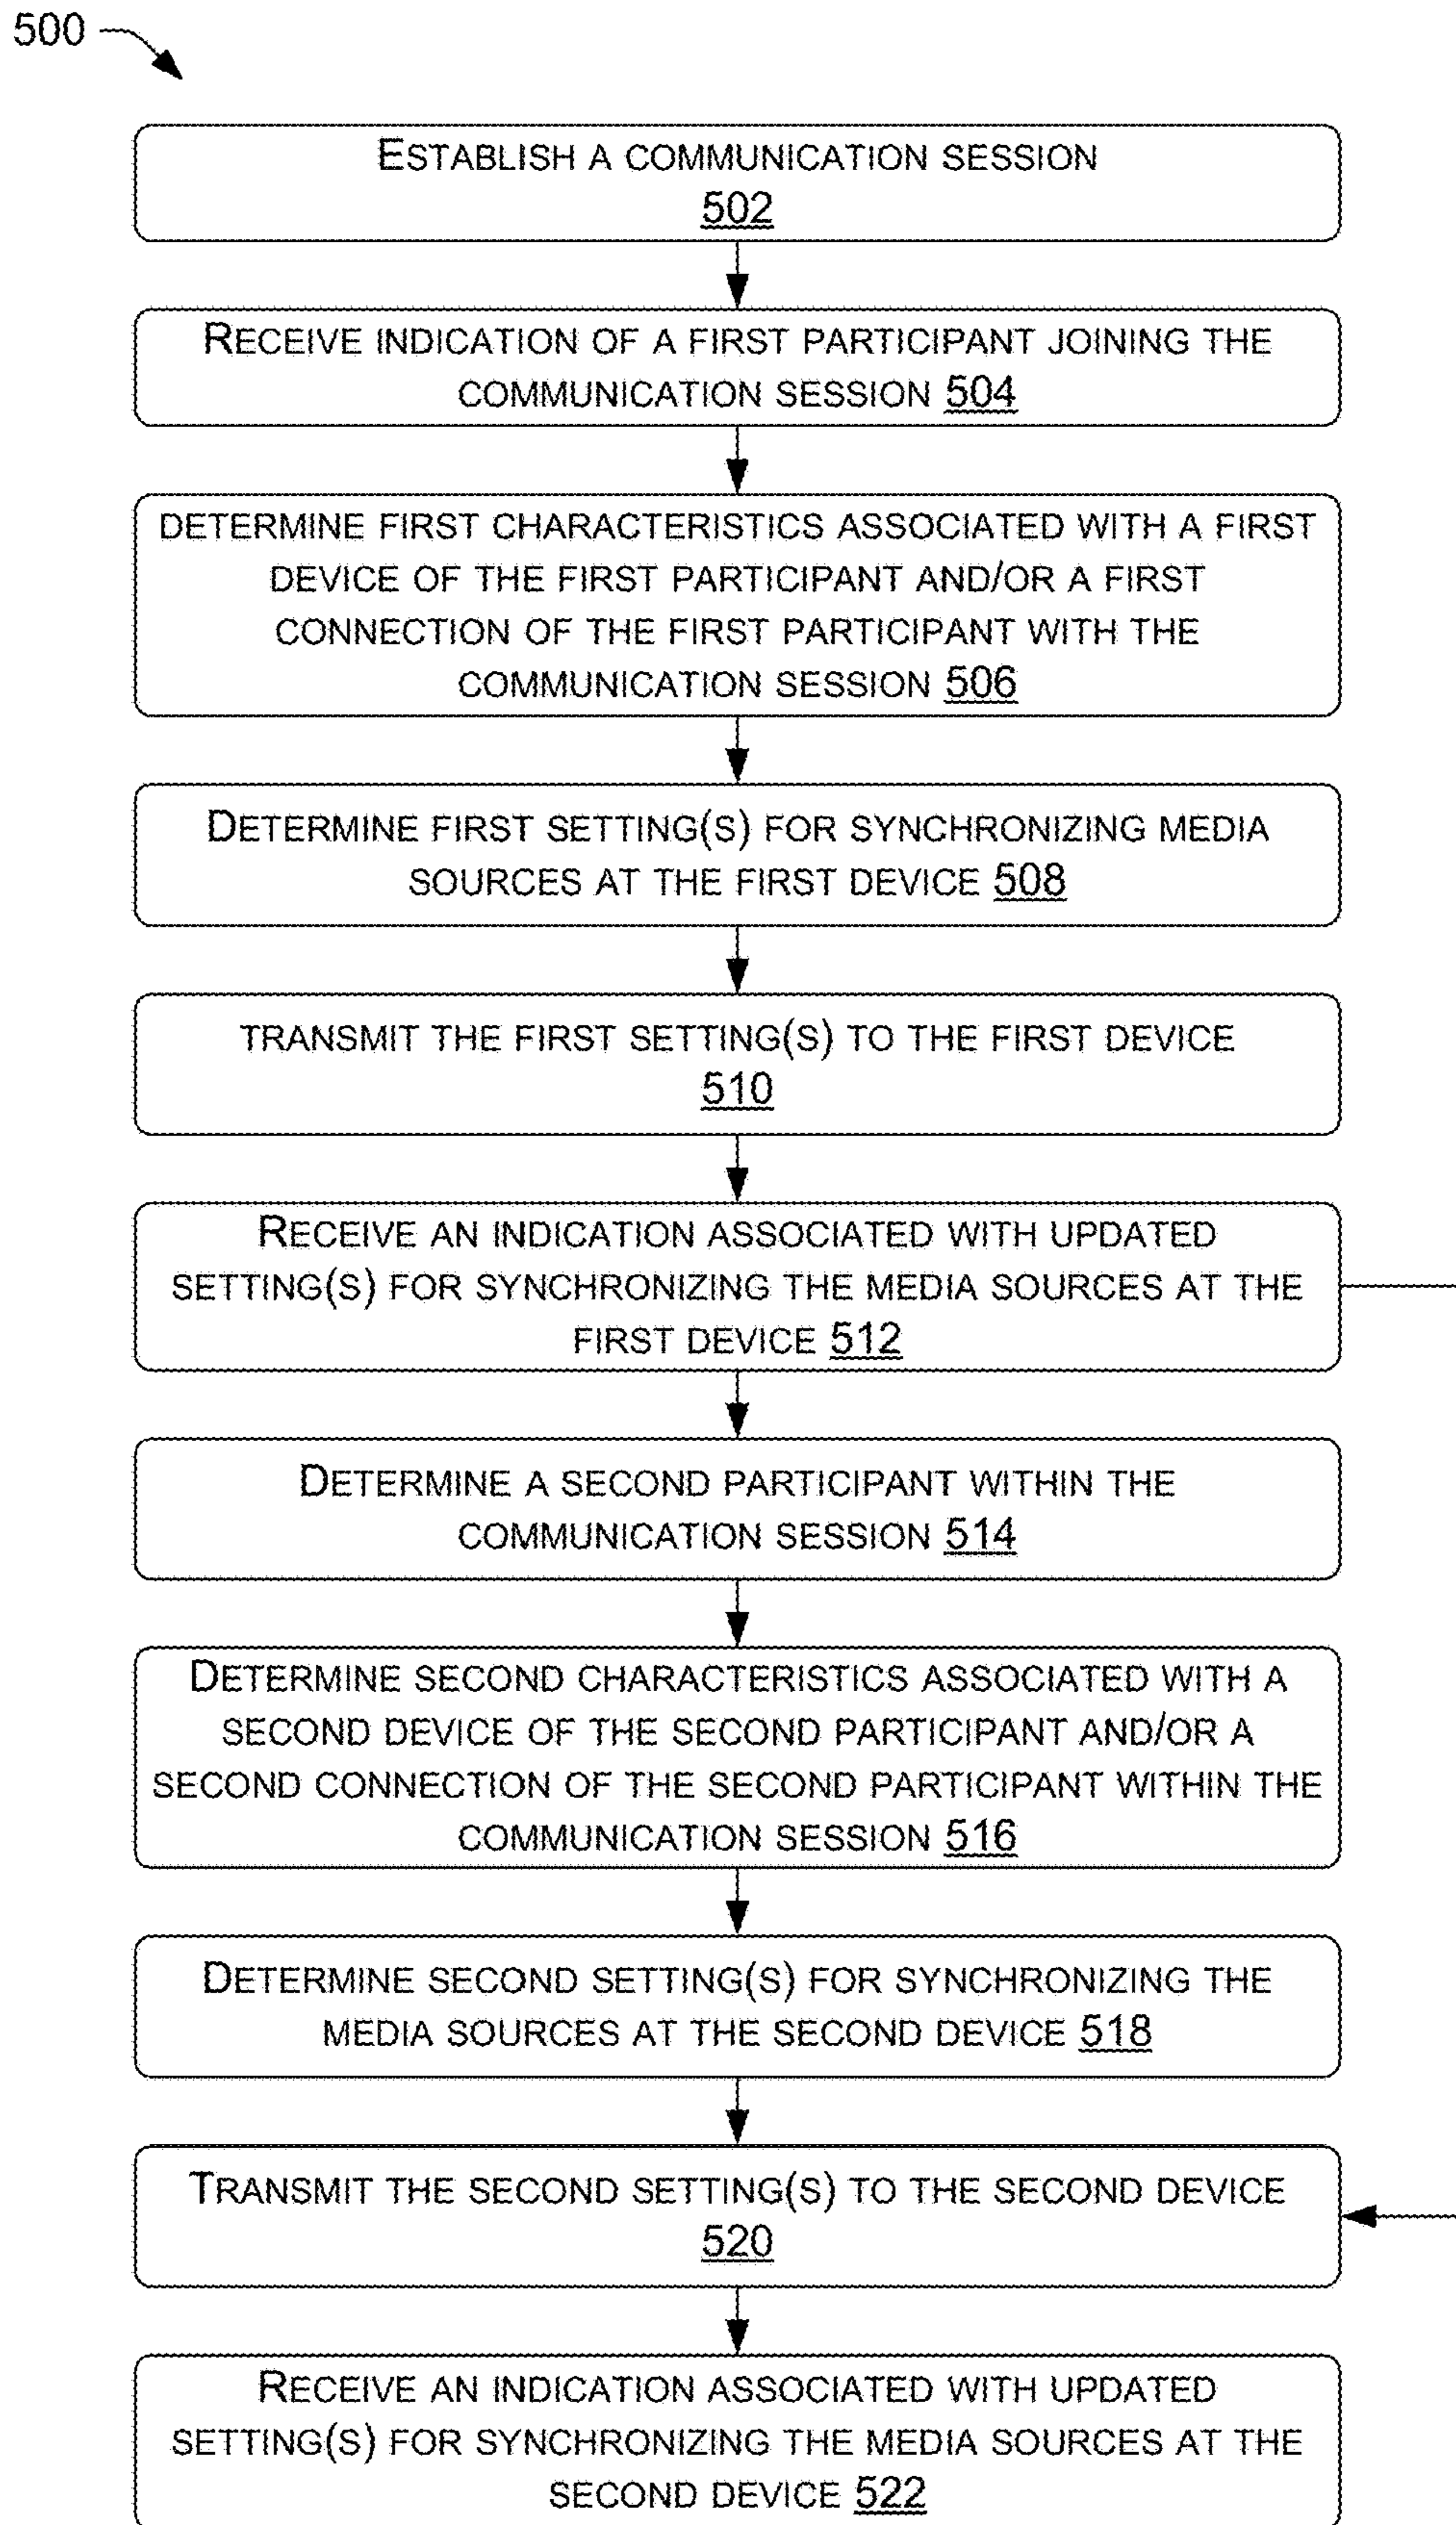 500
ESTABLISH A COMMUNICATION SESSION
502
RECEIVE INDICATION OF A FIRST PARTICIPANT JOINING THE
COMMUNICATION SESSION 504
DETERMINE FIRST CHARACTERISTICS ASSOCIATED WITH A FIRST
DEVICE OF THE FIRST PARTICIPANT AND/OR A FIRST
CONNECTION OF THE FIRST PARTICIPANT WITH THE
COMMUNICATION SESSION 506
DETERMINE FIRST SETTING(S) FOR SYNCHRONIZING MEDIA
SOURCES AT THE FIRST DEVICE 508
TRANSMIT THE FIRST SETTING(S) TO THE FIRST DEVICE
510
RECEIVE AN INDICATION ASSOCIATED WITH UPDATED
SETTING(S) FOR SYNCHRONIZING THE MEDIA SOURCES AT THE
FIRST DEVICE 512
DETERMINE A SECOND PARTICIPANT WITHIN THE
COMMUNICATION SESSION 514
DETERMINE SECOND CHARACTERISTICS ASSOCIATED WITH A
SECOND DEVICE OF THE SECOND PARTICIPANT AND/OR A
SECOND CONNECTION OF THE SECOND PARTICIPANT WITHIN THE
COMMUNICATION SESSION 516
DETERMINE SECOND SETTING(S) FOR SYNCHRONIZING THE
MEDIA SOURCES AT THE SECOND DEVICE 518
TRANSMIT THE SECOND SETTING(S) TO THE SECOND DEVICE
520
RECEIVE AN INDICATION ASSOCIATED WITH UPDATED
SETTING(S) FOR SYNCHRONIZING THE MEDIA SOURCES AT THE
SECOND DEVICE 522